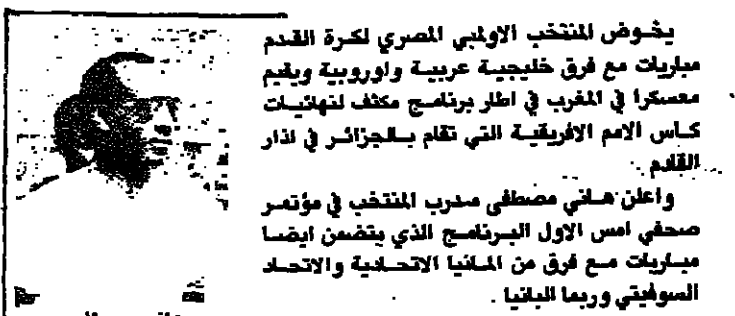 يخوض المنتخب الاولمبي المصري لكرة القدم
مباريات مع فرق خليجية عربية واوروبية ويقيم
معسكرا في المغرب في اطار برنامج مكثف لنهائيات
كاس الامم الافريقية التي تقام بالجزائر في اذار
القادم .
واعلن هاني مصطفى مدرب المنتخب في مؤتمر
صحفي امس الاول البرنامج الذي يتضمن ايضا
مباريات مع فرق من المانيا الاتحادية والاتحاد
السوفيتي وربما البانيا .